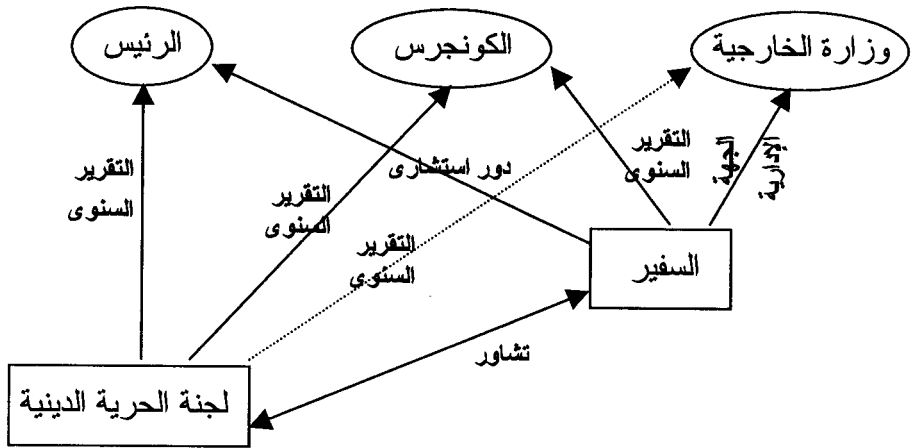 الرئيس
الكونجرس
وزارة الخارجية
التقرير
السنوى
التقرير
السنوى
التقرير
السنوى
دور استشارى
التقرير
السنوى
الجهة
الإدارية
السفير
تشاور
لجنة الحرية الدينية